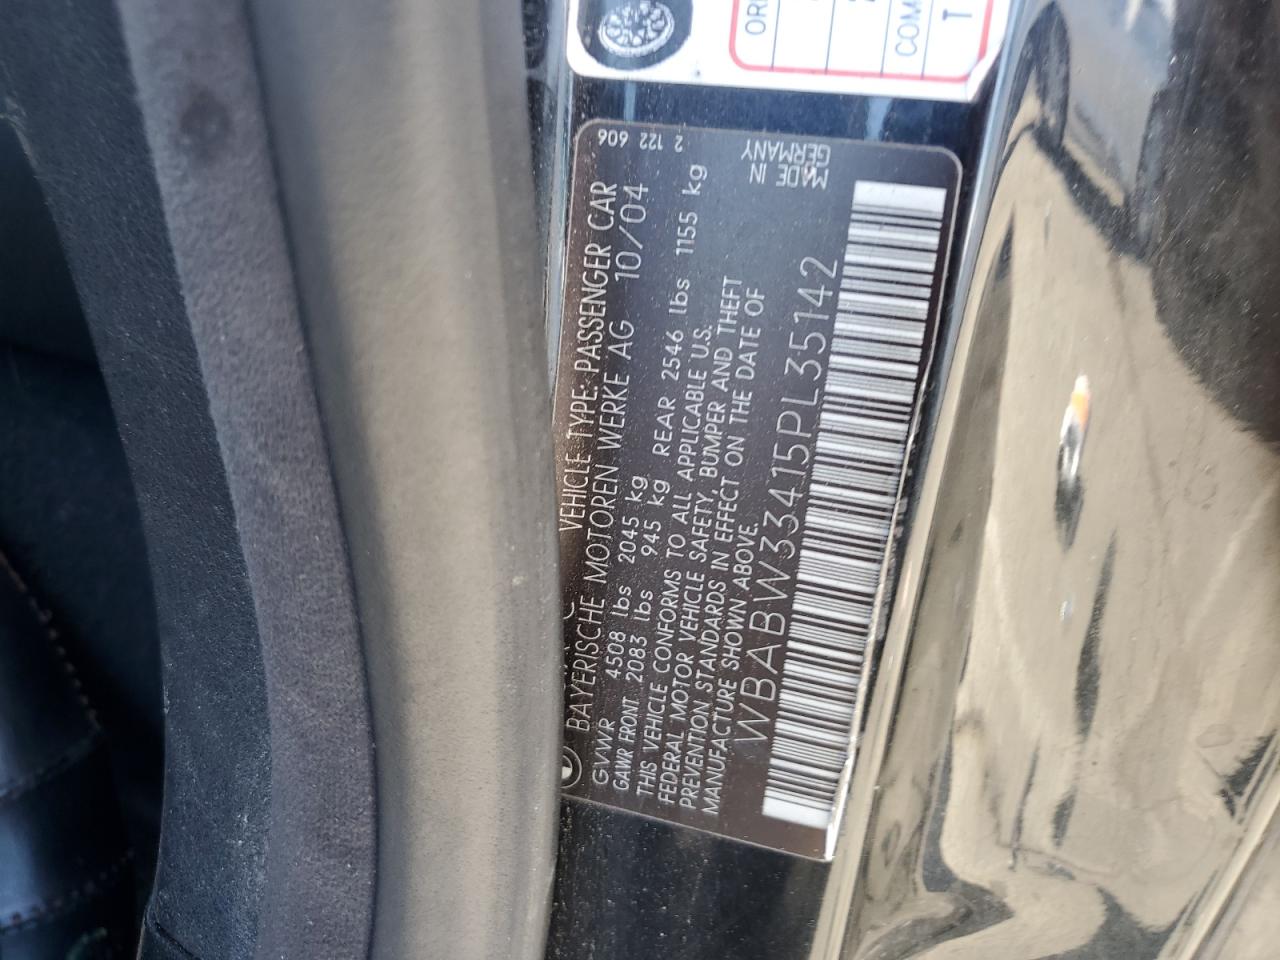 ORI
COM
T
2 122 606
VEHICLE TYPE: PASSENGER CAR
BAYERISCHE MOTOREN WERKE AG 10/04
GVWR 4508 lbs 2045 kg
GAWR FRONT 2083 lbs 945 kg REAR 2546 lbs 1155 kg
THIS VEHICLE CONFORMS TO ALL APPLICABLE U.S.
FEDERAL MOTOR VEHICLE SAFETY, BUMPER AND THEFT
PREVENTION STANDARDS IN EFFECT ON THE DATE OF
MANUFACTURE SHOWN ABOVE.
MADE IN
GERMANY
WBABW33415PL35142